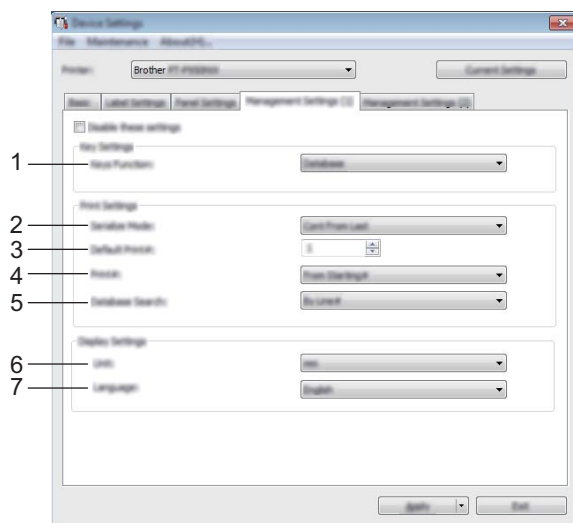 Device Settings
File Maintenance About(H)...
Printer: Brother Current Settings
Basic Label Settings Panel Settings Management Settings (1) Management Settings (2)
Disable these settings
Key Settings
1 Keys Function: Database
Print Settings
2 Serialize Mode: Cont From Last
3 Default Print#: 1
4 Print#: From Starting#
5 Database Search: By Line#
Display Settings
6 Unit:
7 Language: English
Apply Exit